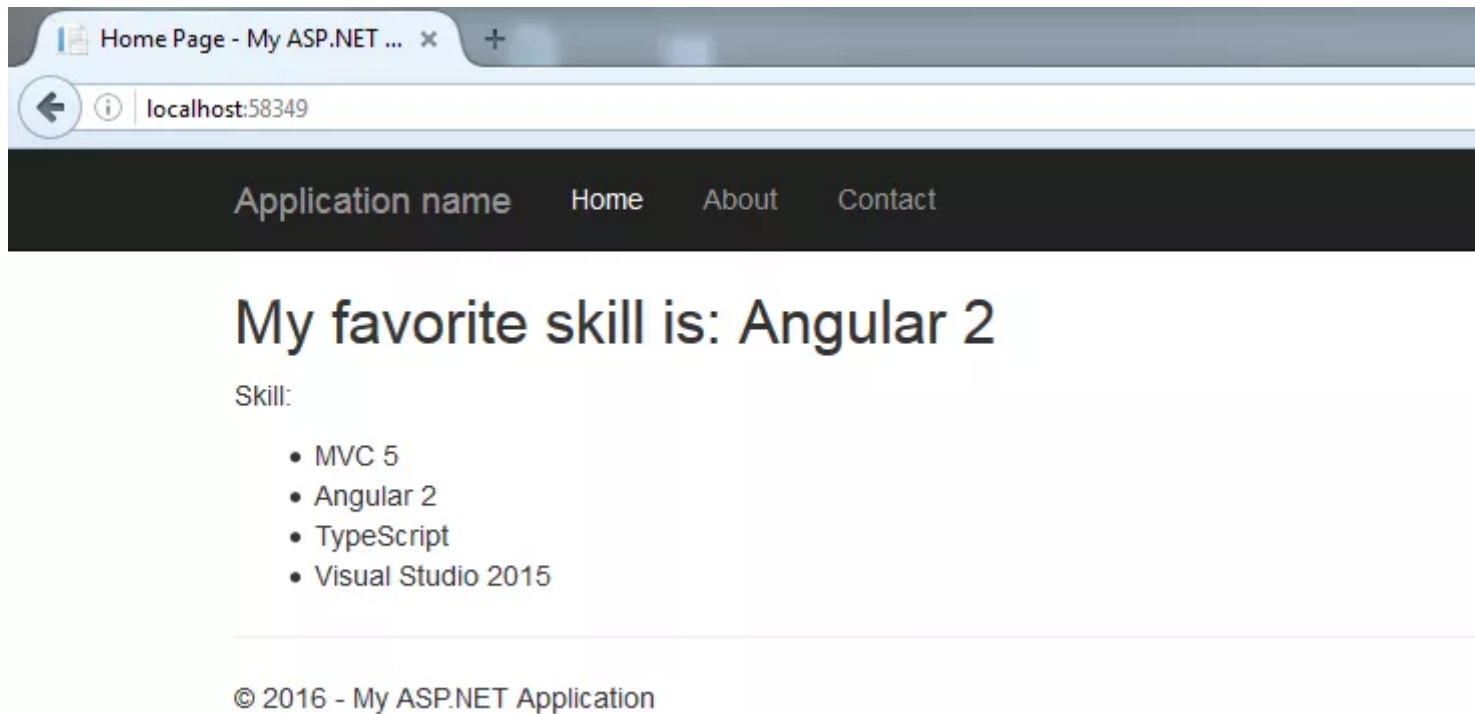 Home Page - My ASP.NET ...
localhost:58349
Application name Home About Contact
My favorite skill is: Angular 2
Skill:
MVC 5
Angular 2
TypeScript
Visual Studio 2015
© 2016 - My ASP.NET Application